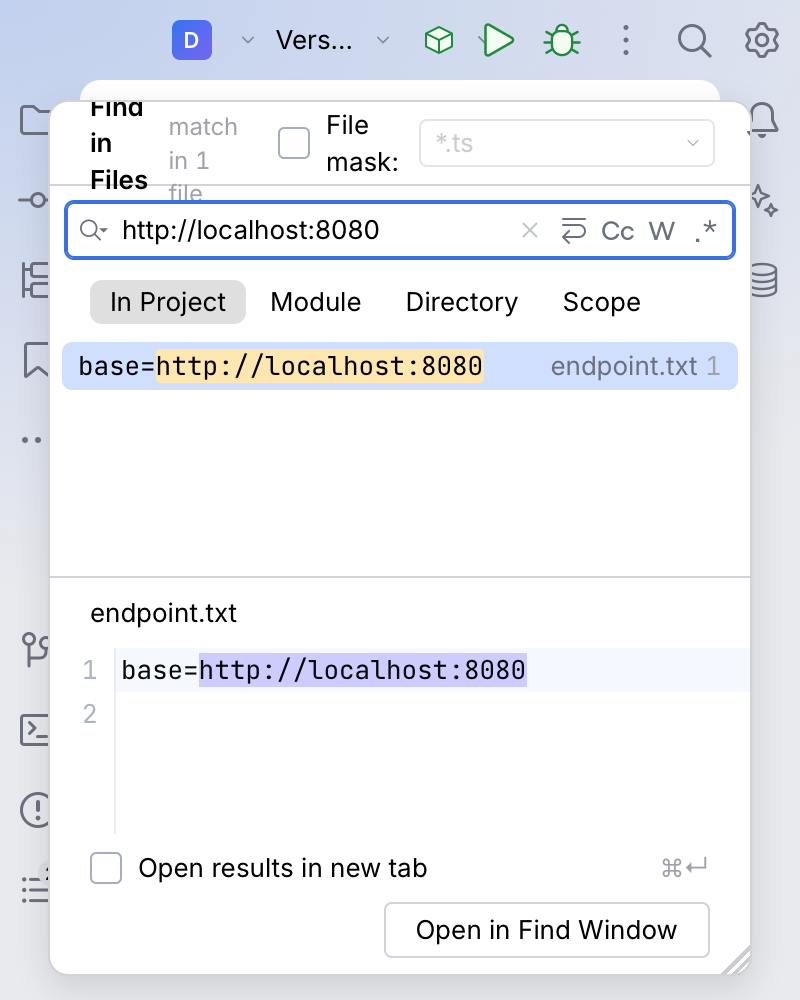 D Vers...
Find in Files
match in 1 file
File mask:
*.ts
http://localhost:8080 Cc W .*
In Project Module Directory Scope
base=http://localhost:8080 endpoint.txt 1
endpoint.txt
1 base=http://localhost:8080
2
Open results in new tab ⌘↵
Open in Find Window